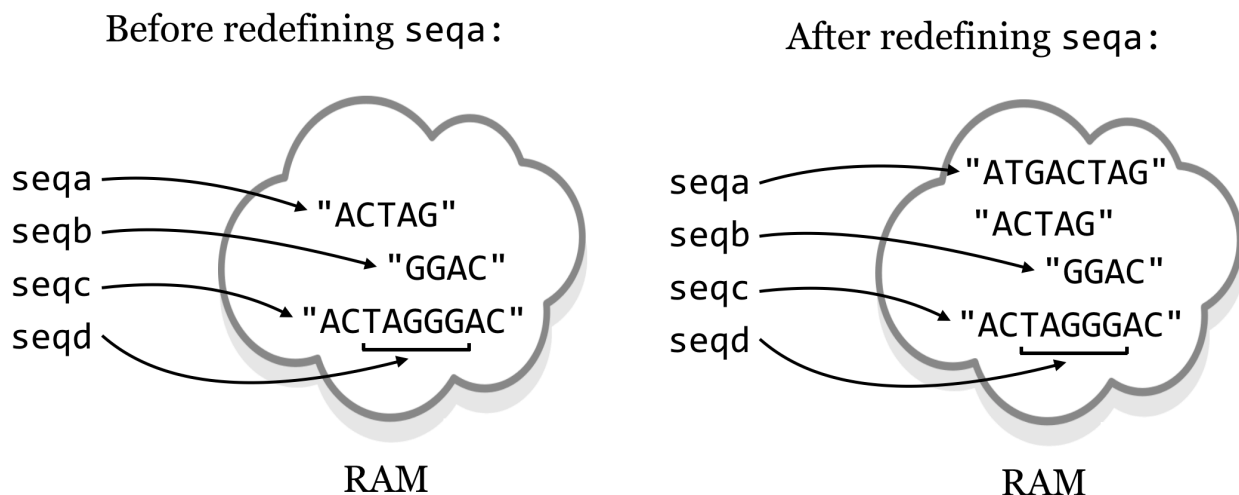 Before redefining seqa:
seqa
"ACTAG"
seqb
"GGAC"
seqc
"ACTAGGGAC"
seqd
RAM
After redefining seqa:
"ATGACTAG"
seqa
"ACTAG"
seqb
"GGAC"
seqc
"ACTAGGGAC"
seqd
RAM